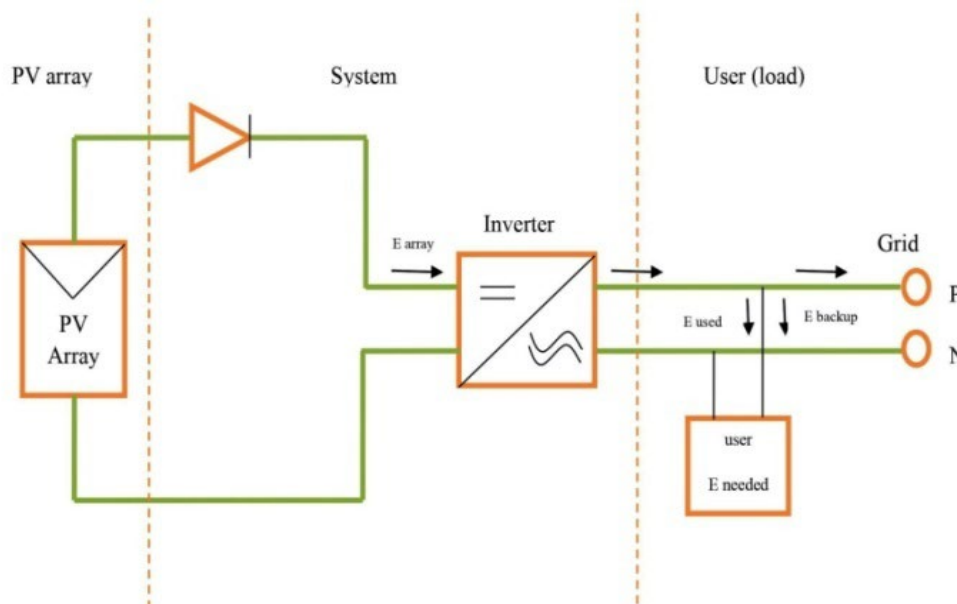 PV array
System
User (load)
Inverter
E array
Grid
P
E used
E backup
N
PV
Array
user
E needed